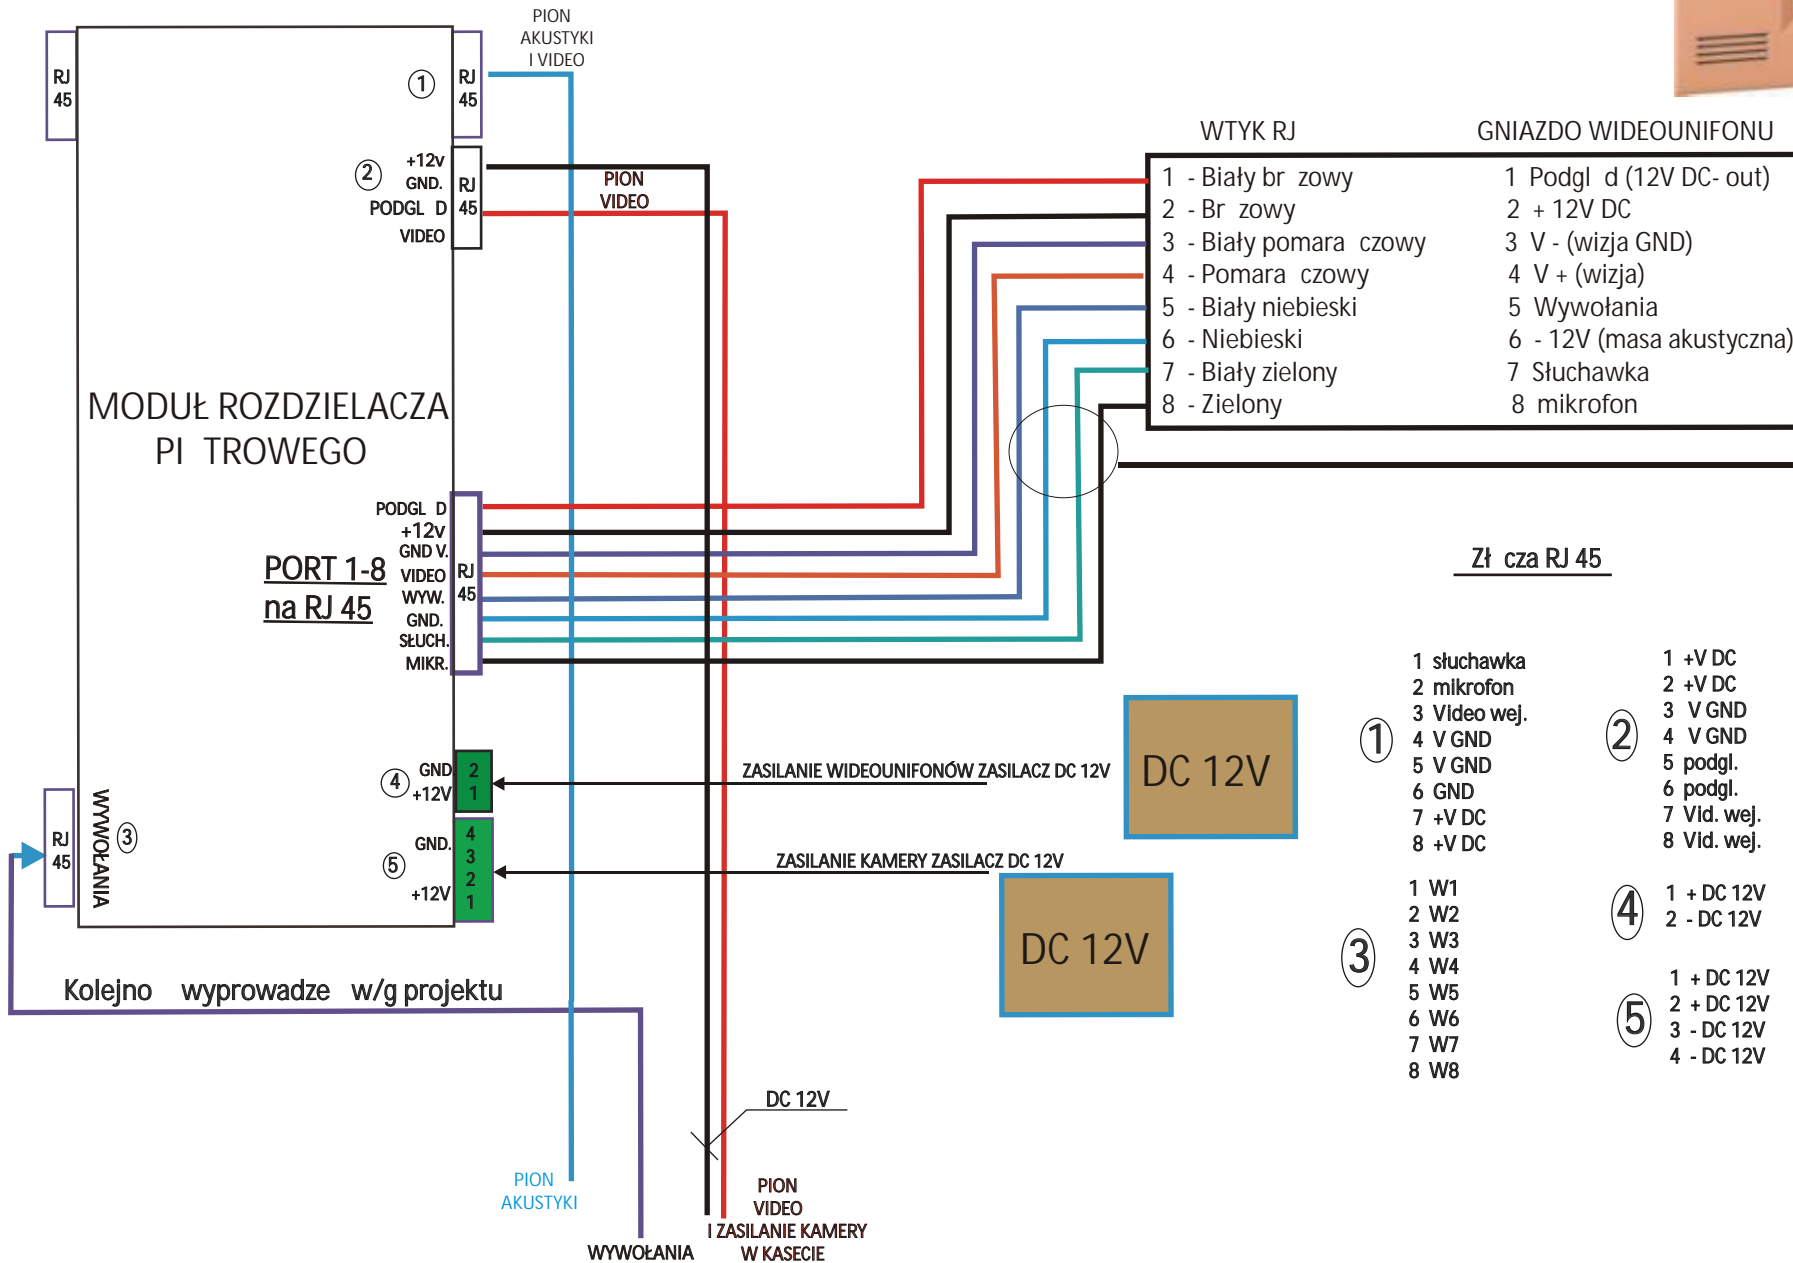 PION
AKUSTYKI
I VIDEO
RJ
45
1
RJ
45
2
+12v
GND.
PODGL D
VIDEO
RJ
45
PION
VIDEO
WTYK RJ
GNIAZDO WIDEOUNIFONU
1 - Biały br zowy
1 Podgl d (12V DC- out)
2 - Br zowy
2 + 12V DC
3 - Biały pomara czowy
3 V - (wizja GND)
4 - Pomara czowy
4 V + (wizja)
5 - Biały niebieski
5 Wywołania
6 - Niebieski
6 - 12V (masa akustyczna)
7 - Biały zielony
7 Słuchawka
8 - Zielony
8 mikrofon
MODUŁ ROZDZIELACZA
PI TROWEGO
PORT 1-8
na RJ 45
PODGL D
+12v
GND V.
VIDEO
WYW.
GND.
SŁUCH.
MIKR.
RJ
45
Zł cza RJ 45
1
1 słuchawka
2 mikrofon
3 Video wej.
4 V GND
5 V GND
6 GND
7 +V DC
8 +V DC
2
1 +V DC
2 +V DC
3 V GND
4 V GND
5 podgl.
6 podgl.
7 Vid. wej.
8 Vid. wej.
3
1 W1
2 W2
3 W3
4 W4
5 W5
6 W6
7 W7
8 W8
4
1 + DC 12V
2 - DC 12V
5
1 + DC 12V
2 + DC 12V
3 - DC 12V
4 - DC 12V
4
GND
+12V
2
1
ZASILANIE WIDEOUNIFONÓW ZASILACZ DC 12V
DC 12V
RJ
45
WYWOŁANIA
3
5
GND.
+12V
4
3
2
1
ZASILANIE KAMERY ZASILACZ DC 12V
DC 12V
Kolejno wyprowadze w/g projektu
DC 12V
PION
AKUSTYKI
WYWOŁANIA
PION
VIDEO
I ZASILANIE KAMERY
W KASECIE